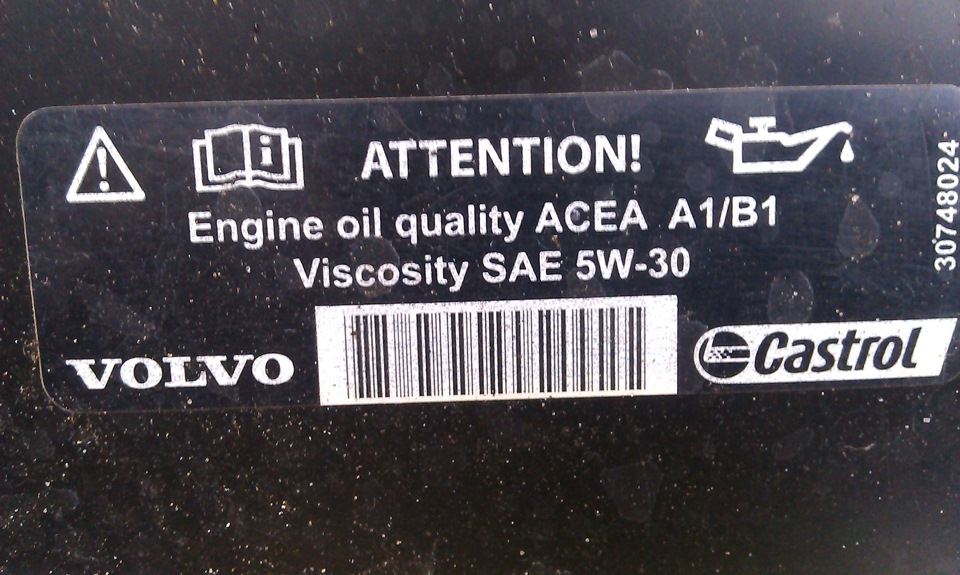 ATTENTION!
Engine oil quality ACEA A1/B1
Viscosity SAE 5W-30
VOLVO
Castrol
30748024